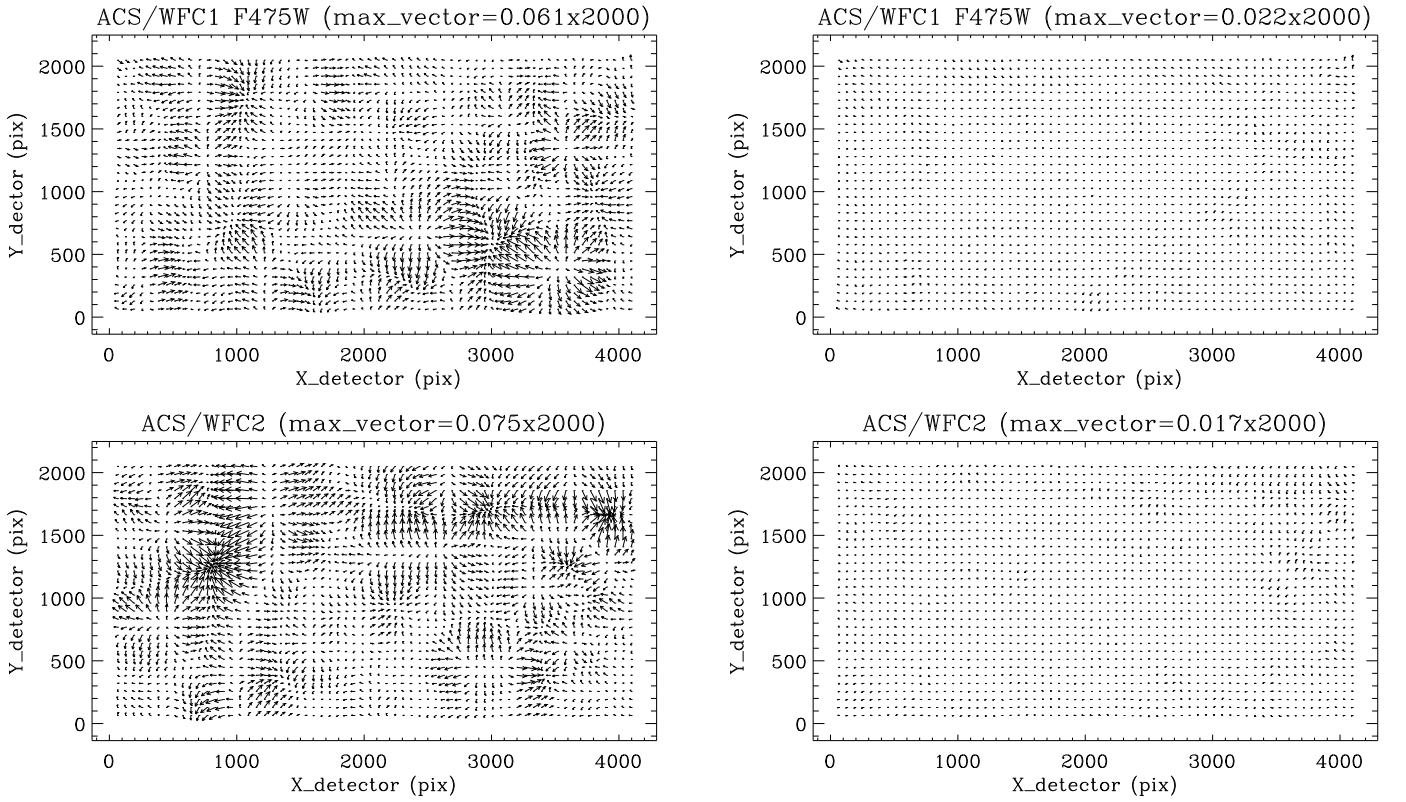 ACS/WFC1 F475W (max_vector=0.061x2000)
2000
1500
1000
500
0
Y_dector (pix)
0 1000 2000 3000 4000
X_detector (pix)
ACS/WFC1 F475W (max_vector=0.022x2000)
2000
1500
1000
500
0
Y_dector (pix)
0 1000 2000 3000 4000
X_detector (pix)
ACS/WFC2 (max_vector=0.075x2000)
2000
1500
1000
500
0
Y_detector (pix)
0 1000 2000 3000 4000
X_detector (pix)
ACS/WFC2 (max_vector=0.017x2000)
2000
1500
1000
500
0
Y_detector (pix)
0 1000 2000 3000 4000
X_detector (pix)